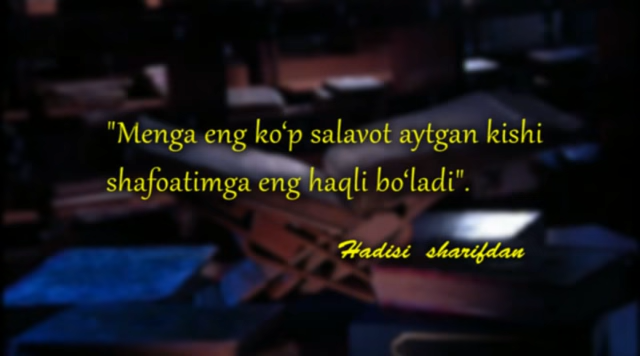 "Menga eng ko‘p salavot aytgan kishi
shafoatimga eng haqli bo‘ladi".
Hadisi sharifdan